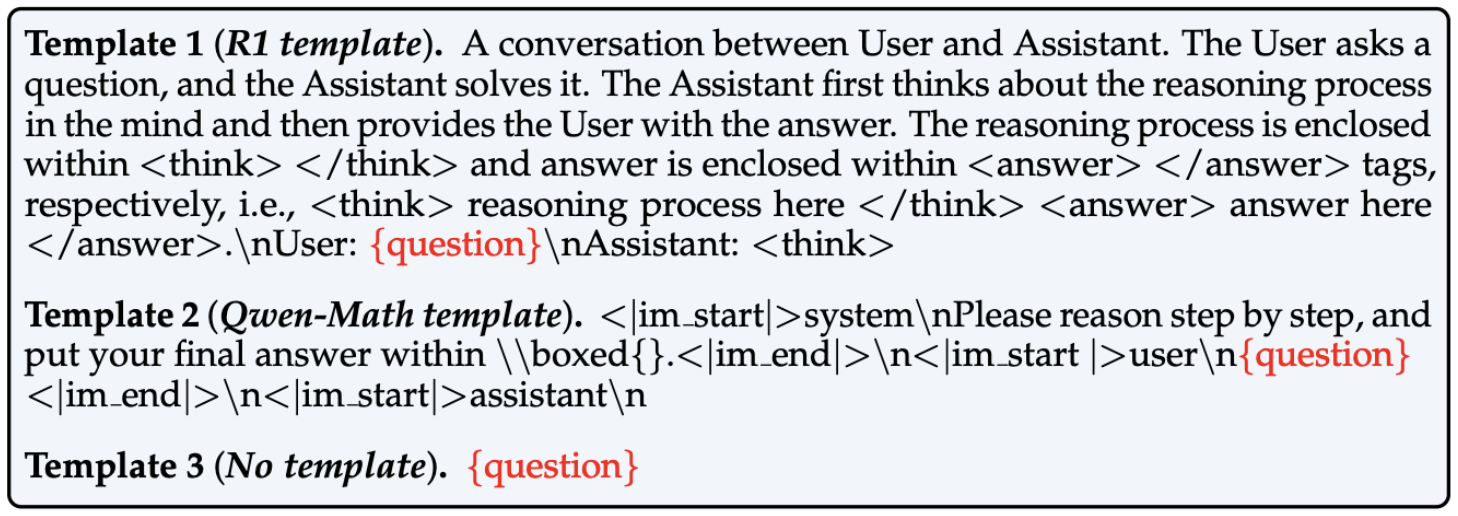 Template 1 (R1 template). A conversation between User and Assistant. The User asks a
question, and the Assistant solves it. The Assistant first thinks about the reasoning process
in the mind and then provides the User with the answer. The reasoning process is enclosed
within <think> </think> and answer is enclosed within <answer> </answer> tags,
respectively, i.e., <think> reasoning process here </think> <answer> answer here
</answer>.\nUser: {question}\nAssistant: <think>
Template 2 (Qwen-Math template). <|im_start|>system\nPlease reason step by step, and
put your final answer within \\boxed{}.<|im_end|>\n<|im_start |>user\n{question}
<|im_end|>\n<|im_start|>assistant\n
Template 3 (No template). {question}